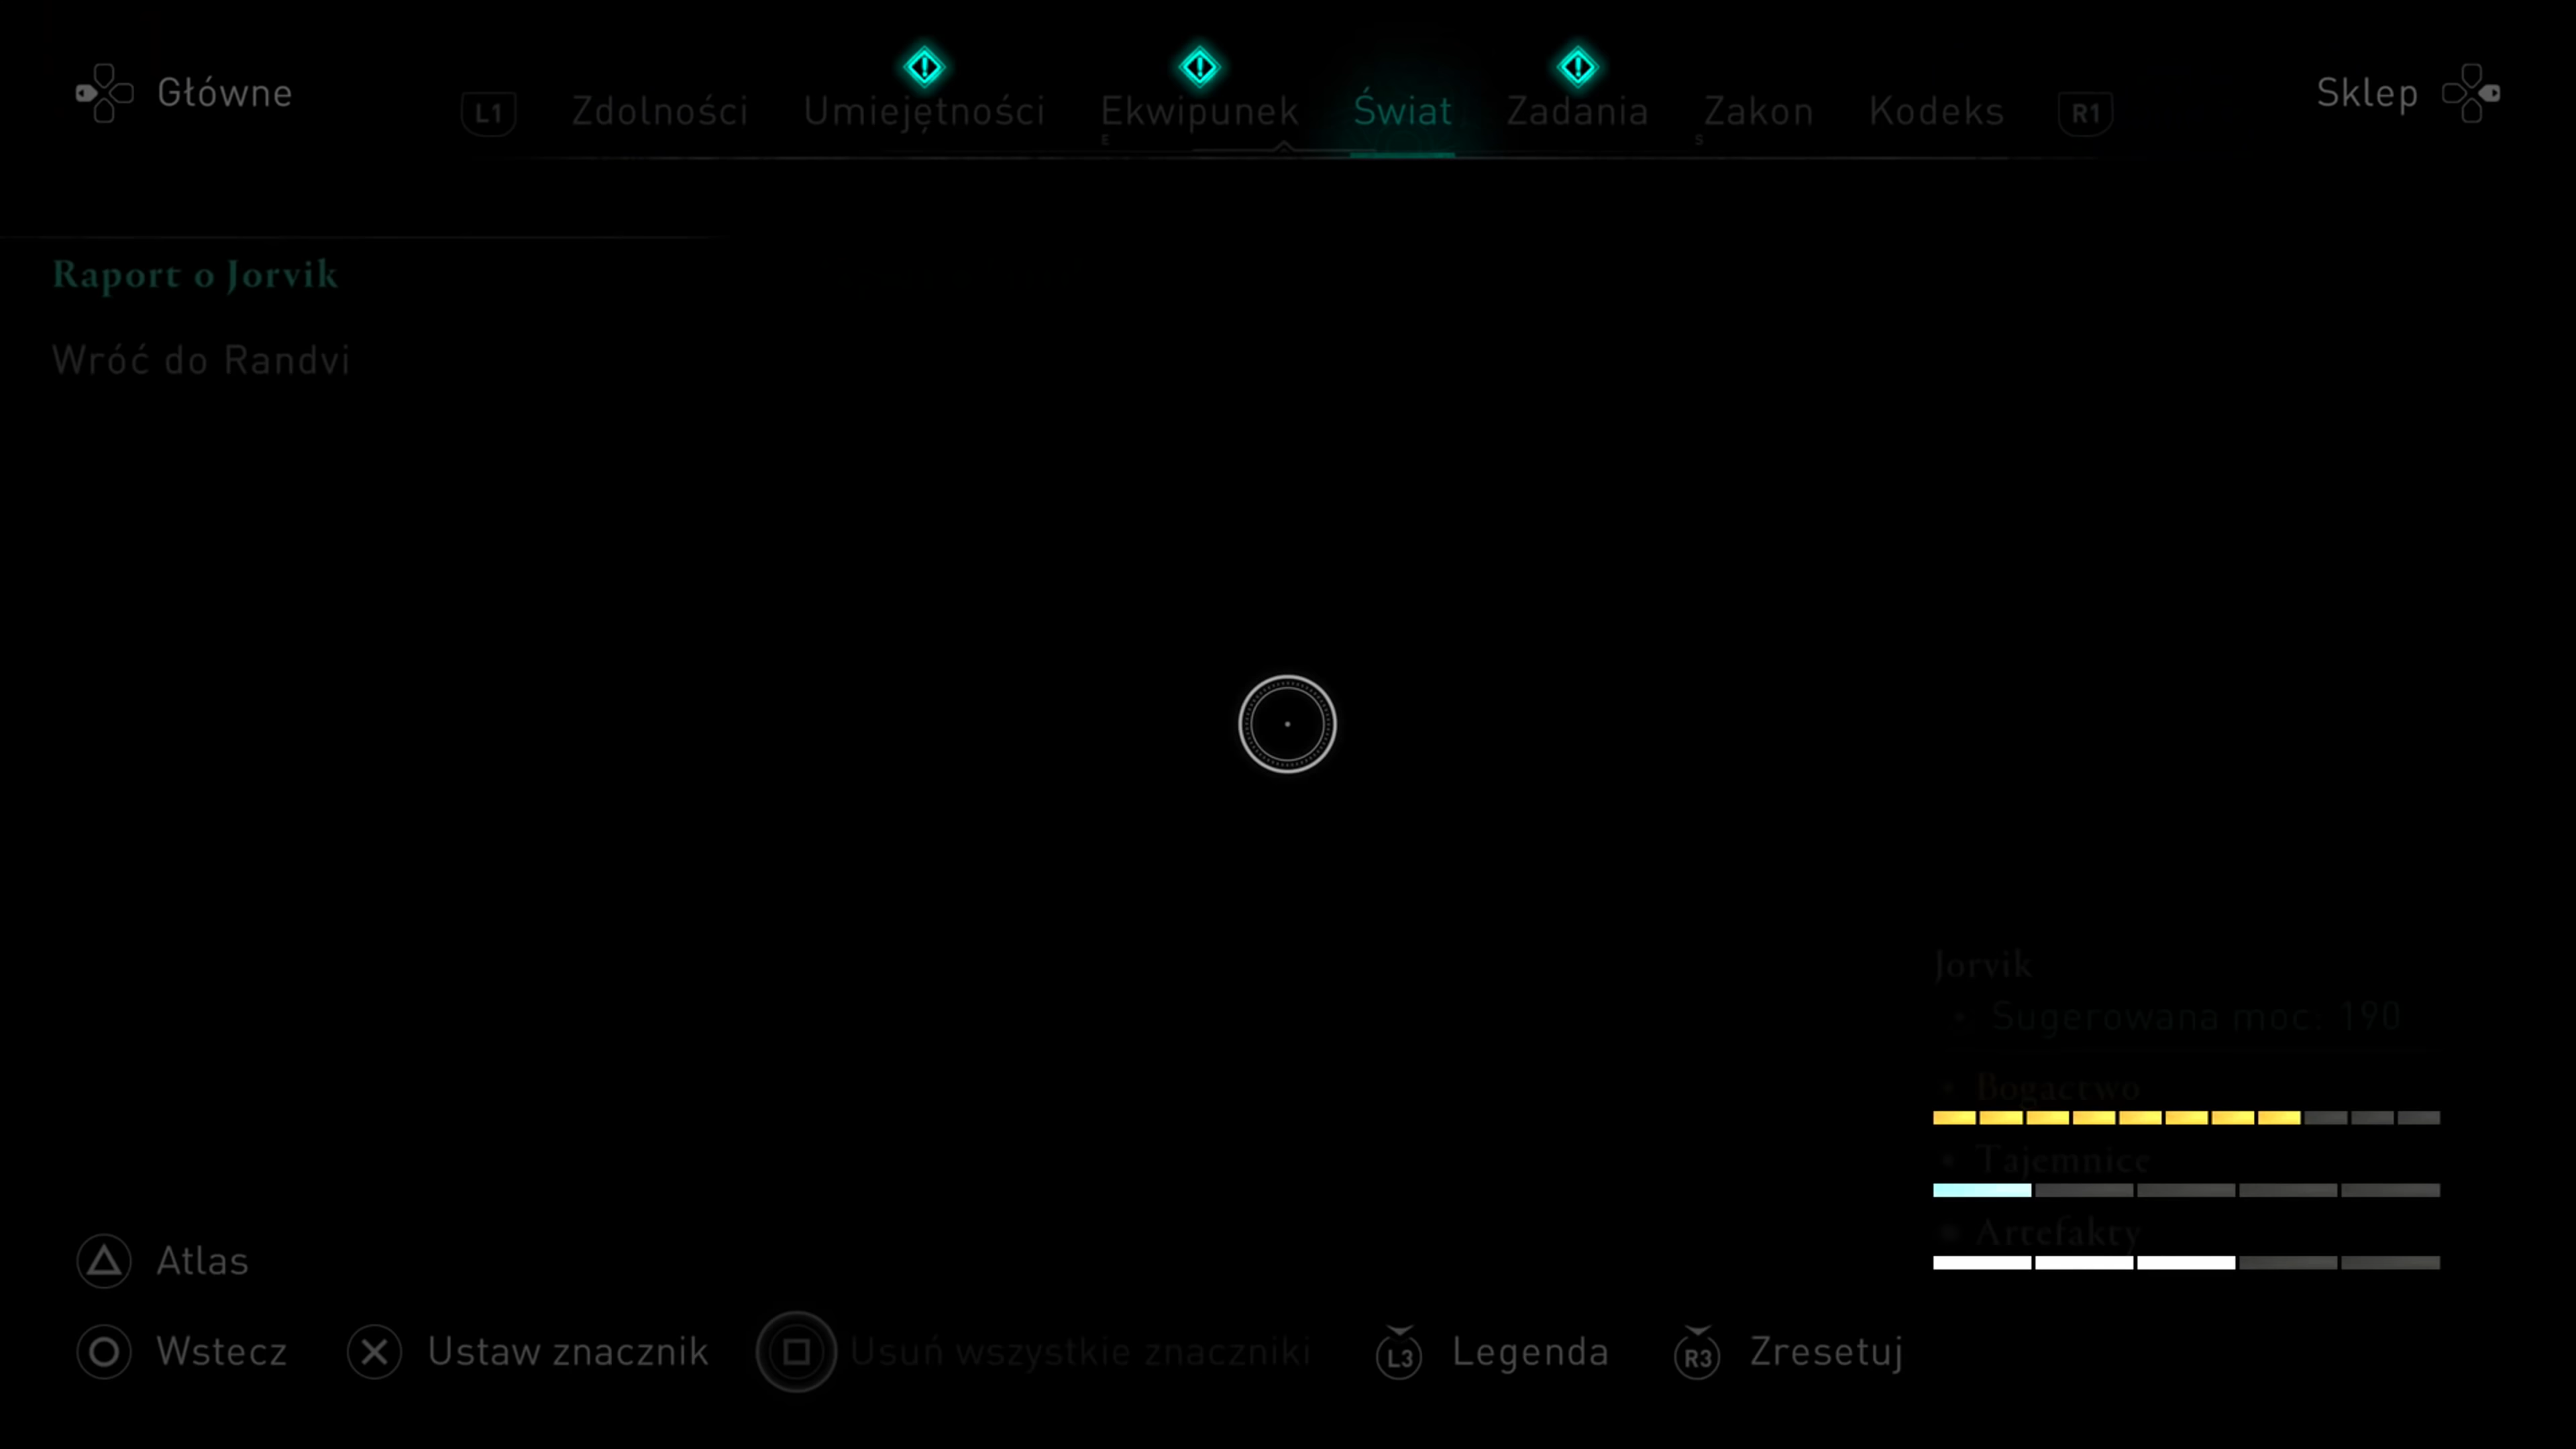 Główne
L1 Zdolności Umiejętności Ekwipunek Świat Zadania Zakon Kodeks R1
Sklep
E S
Raport o Jorvik
Wróć do Randvi
Jorvik
Sugerowana moc: 190
Bogactwo
Tajemnice
Artefakty
Atlas
Wstecz Ustaw znacznik Usuń wszystkie znaczniki L3 Legenda R3 Zresetuj